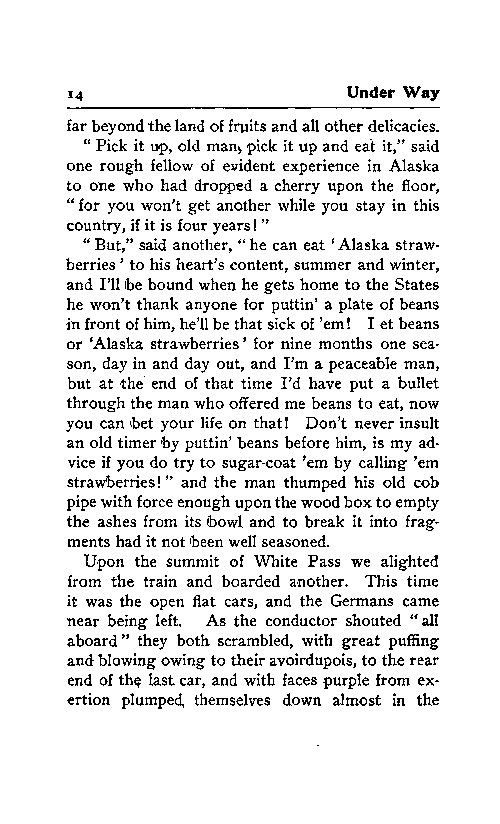 14 Under Way
far beyond the land of fruits and all other delicacies.
“ Pick it up, old man, pick it up and eat it,” said
one rough fellow of evident experience in Alaska
to one who had dropped a cherry upon the floor,
“ for you won't get another while you stay in this
country, if it is four years! ”
“ But,” said another, “ he can eat ‘ Alaska straw-
berries ’ to his heart's content, summer and winter,
and I'll be bound when he gets home to the States
he won't thank anyone for puttin' a plate of beans
in front of him, he'll be that sick of 'em! I et beans
or ‘Alaska strawberries ’ for nine months one sea-
son, day in and day out, and I'm a peaceable man,
but at the end of that time I'd have put a bullet
through the man who offered me beans to eat, now
you can bet your life on that! Don't never insult
an old timer by puttin' beans before him, is my ad-
vice if you do try to sugar-coat 'em by calling 'em
strawberries! ” and the man thumped his old cob
pipe with force enough upon the wood box to empty
the ashes from its bowl and to break it into frag-
ments had it not been well seasoned.
Upon the summit of White Pass we alighted
from the train and boarded another. This time
it was the open flat cars, and the Germans came
near being left. As the conductor shouted “ all
aboard ” they both scrambled, with great puffing
and blowing owing to their avoirdupois, to the rear
end of the last car, and with faces purple from ex-
ertion plumped themselves down almost in the